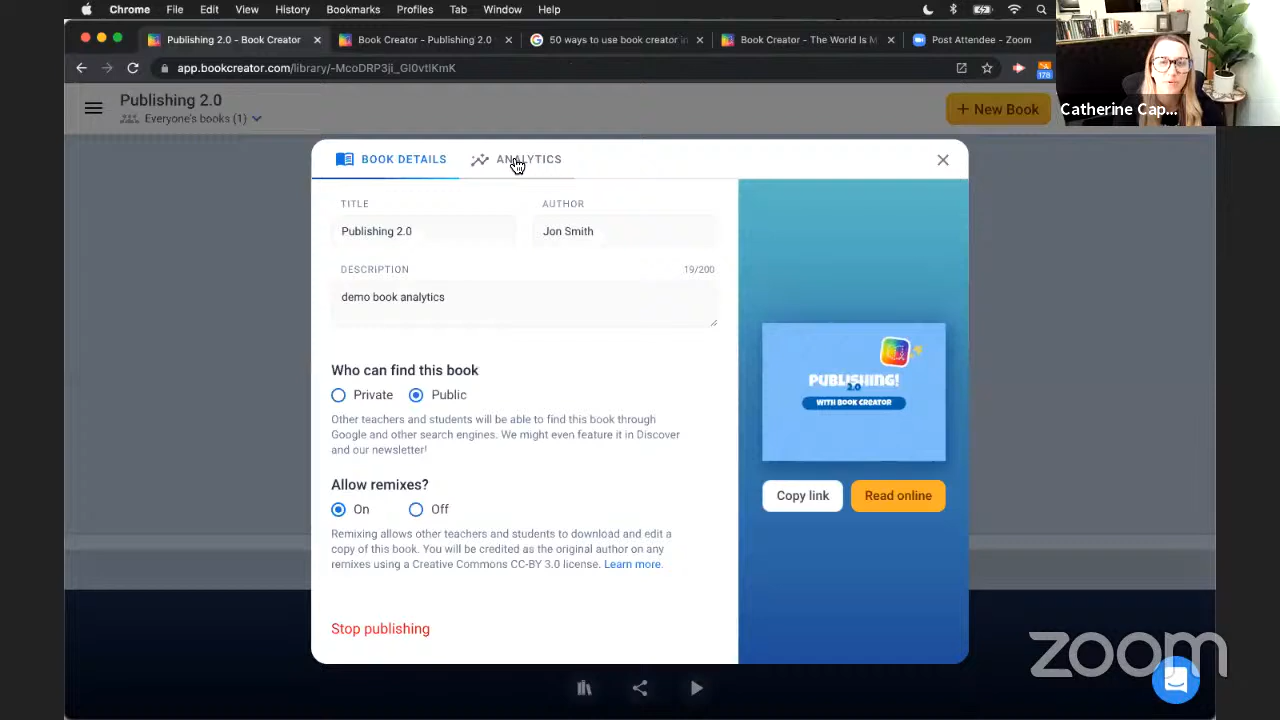 Chrome File Edit View History Bookmarks Profiles Tab Window Help
Publishing 2.0 - Book Creator
Book Creator - Publishing 2.0
50 ways to use book creator in
Book Creator - The World Is M
Post Attendee - Zoom
app.bookcreator.com/library/-McoDRP3ji_GI0vtIKmK
178
Catherine Cap...
Publishing 2.0
Everyone's books (1)
+ New Book
BOOK DETAILS
ANALYTICS
TITLE
AUTHOR
Publishing 2.0
Jon Smith
DESCRIPTION
19/200
demo book analytics
Who can find this book
Private
Public
Other teachers and students will be able to find this book through
Google and other search engines. We might even feature it in Discover
and our newsletter!
Allow remixes?
On
Off
Remixing allows other teachers and students to download and edit a
copy of this book. You will be credited as the original author on any
remixes using a Creative Commons CC-BY 3.0 license. Learn more.
Stop publishing
PUBLISHING!
2.0
WITH BOOK CREATOR
Copy link
Read online
zoom